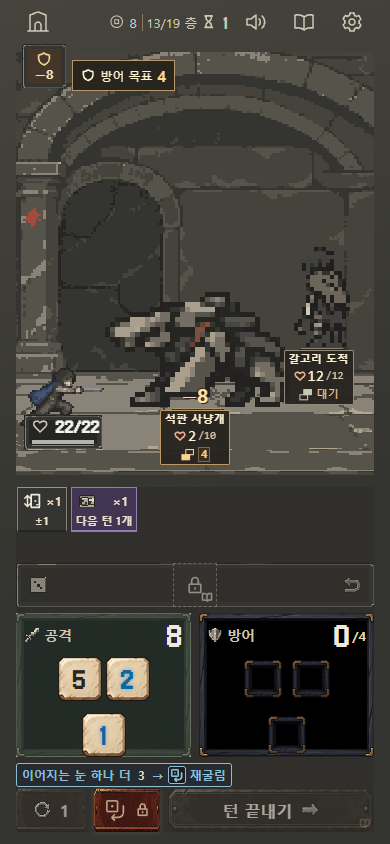 8 13/19 층 1
-8
방어 목표 4
갈고리 도적
12/12
대기
-8
석판 사냥개
2/10
4
22/22
×1
±1
×1
다음 턴 1개
공격 8
방어 0/4
5 2
1
이어지는 눈 하나 더 3 → 재굴림
1
턴 끝내기